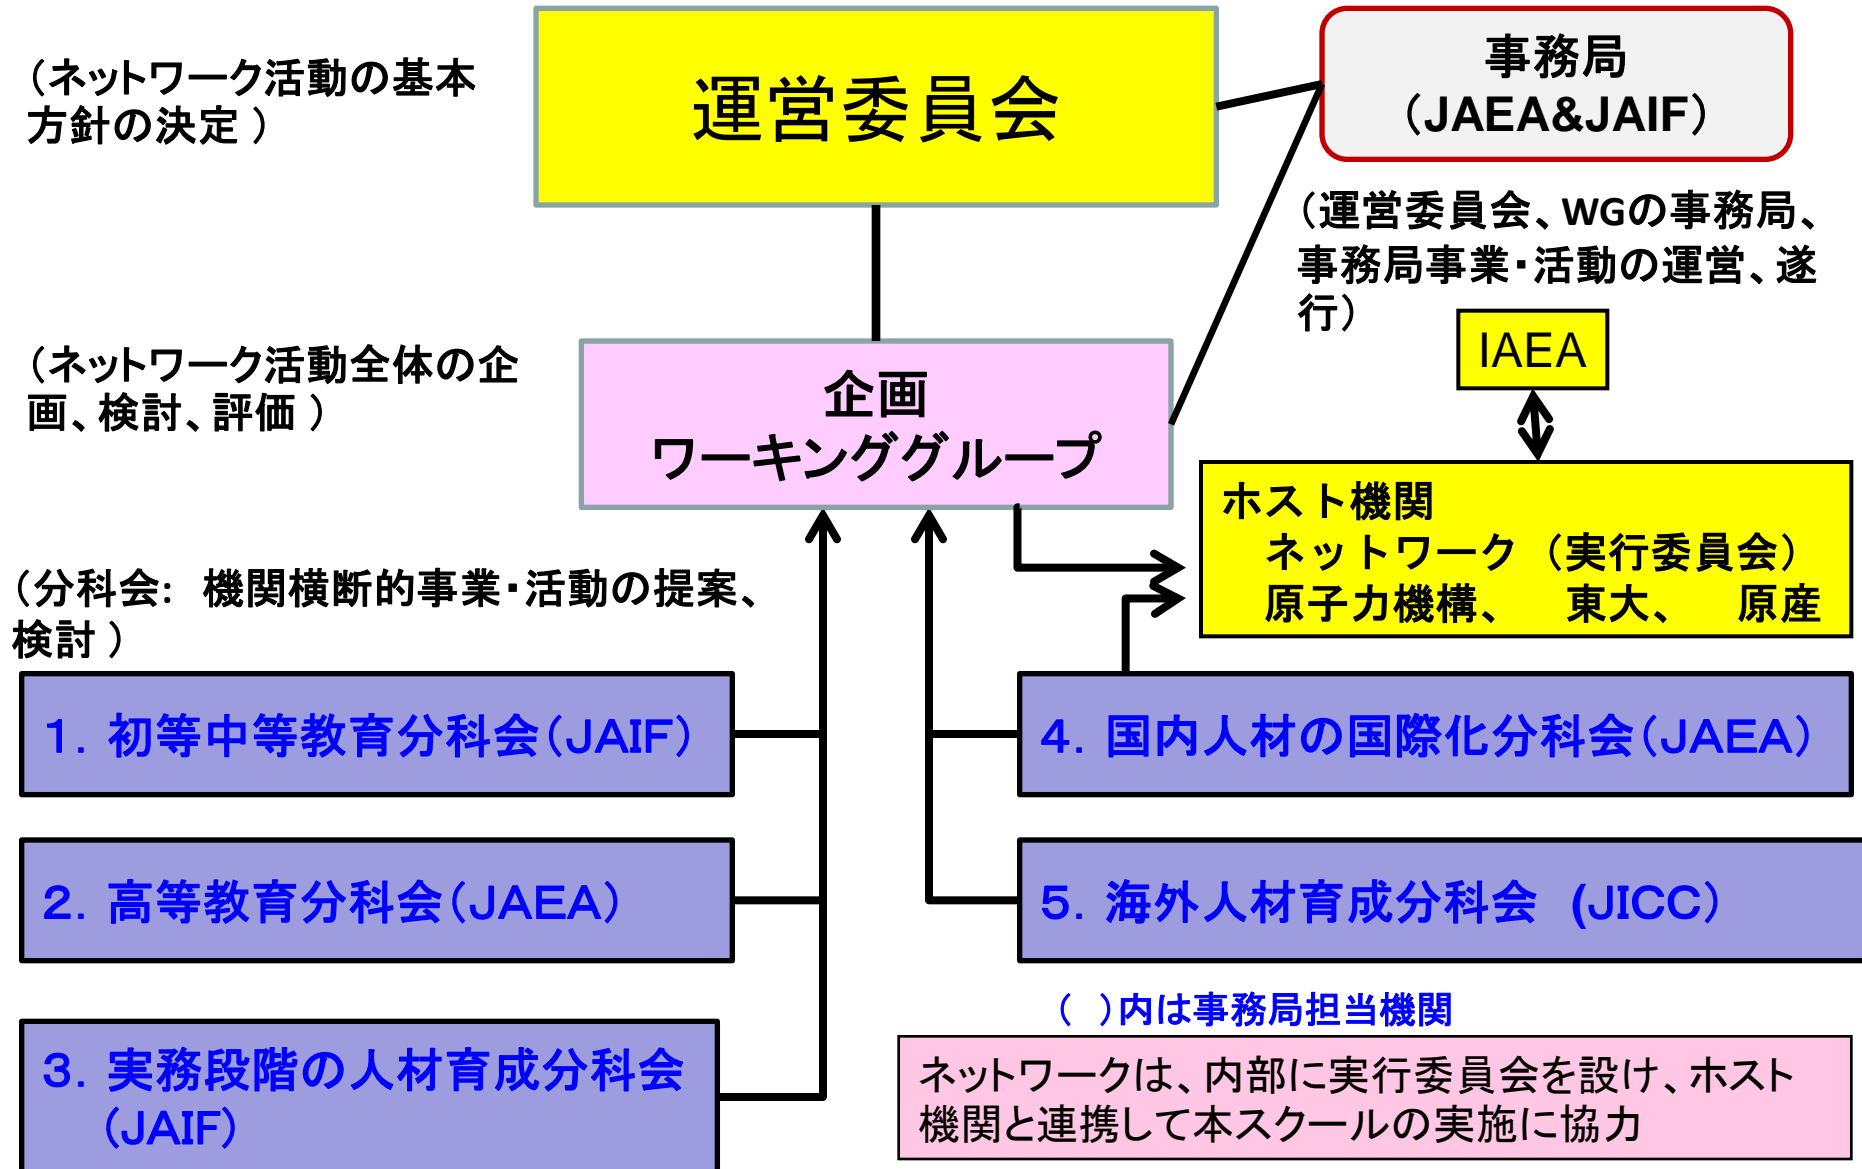 （ネットワーク活動の基本
方針の決定 ）
運営委員会
事務局
（JAEA&JAIF）
（運営委員会、WGの事務局、
事務局事業・活動の運営、遂
行）
（ネットワーク活動全体の企
画、検討、評価 ）
企画
ワーキンググループ
IAEA
ホスト機関
ネットワーク（実行委員会）
原子力機構、 東大、 原産
（分科会: 機関横断的事業・活動の提案、
検討 ）
１．初等中等教育分科会（JAIF）
４．国内人材の国際化分科会（JAEA）
２．高等教育分科会（JAEA）
５．海外人材育成分科会 (JICC）
３．実務段階の人材育成分科会
（JAIF）
（ ）内は事務局担当機関
ネットワークは、内部に実行委員会を設け、ホスト
機関と連携して本スクールの実施に協力